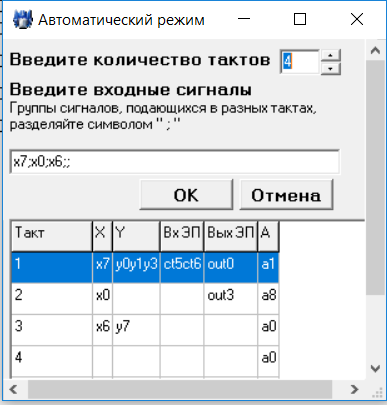 Автоматический режим
Введите количество тактов 4
Введите входные сигналы
Группы сигналов, подающихся в разных тактах,
разделяйте символом " ; "
x7;x0;x6;;
OK Отмена
Такт X Y Вх ЭП Вых ЭП A
1 x7 y0y1y3 ct5ct6 out0 a1
2 x0 out3 a8
3 x6 y7 a0
4 a0